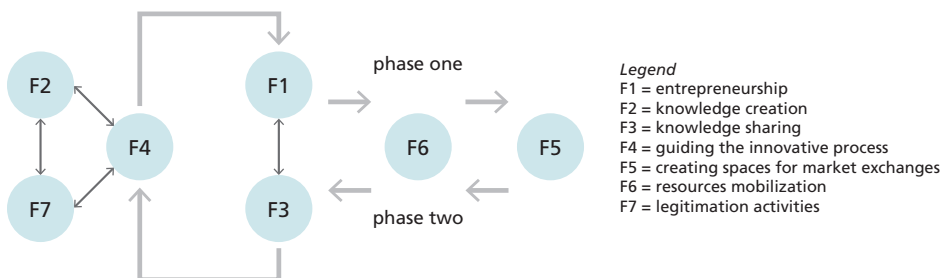 F2
F7
F4
F1
F3
phase one
F6
phase two
F5
Legend
F1 = entrepreneurship
F2 = knowledge creation
F3 = knowledge sharing
F4 = guiding the innovative process
F5 = creating spaces for market exchanges
F6 = resources mobilization
F7 = legitimation activities